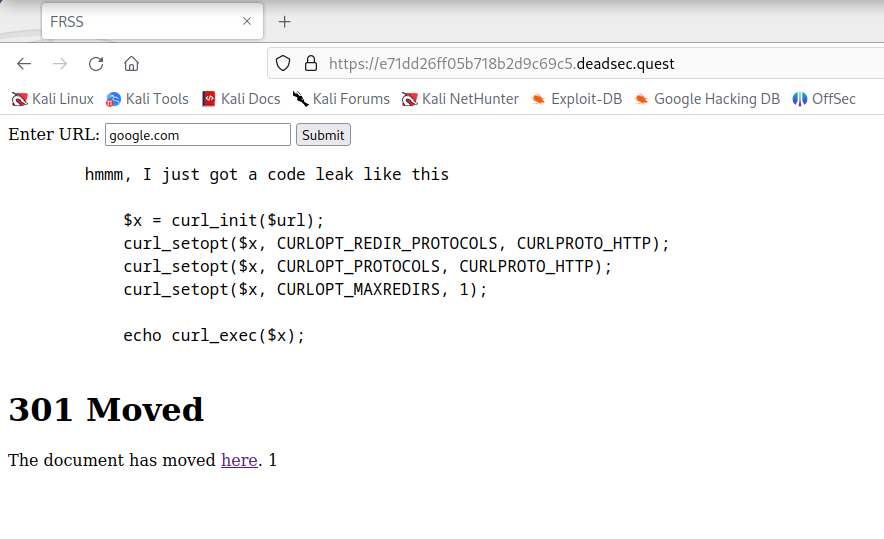 FRSS
https://e71dd26ff05b718b2d9c69c5.deadsec.quest
Kali Linux Kali Tools Kali Docs Kali Forums Kali NetHunter Exploit-DB Google Hacking DB OffSec
Enter URL: google.com Submit
hmmm, I just got a code leak like this
$x = curl_init($url);
curl_setopt($x, CURLOPT_REDIR_PROTOCOLS, CURLPROTO_HTTP);
curl_setopt($x, CURLOPT_PROTOCOLS, CURLPROTO_HTTP);
curl_setopt($x, CURLOPT_MAXREDIRS, 1);
echo curl_exec($x);
301 Moved
The document has moved here. 1